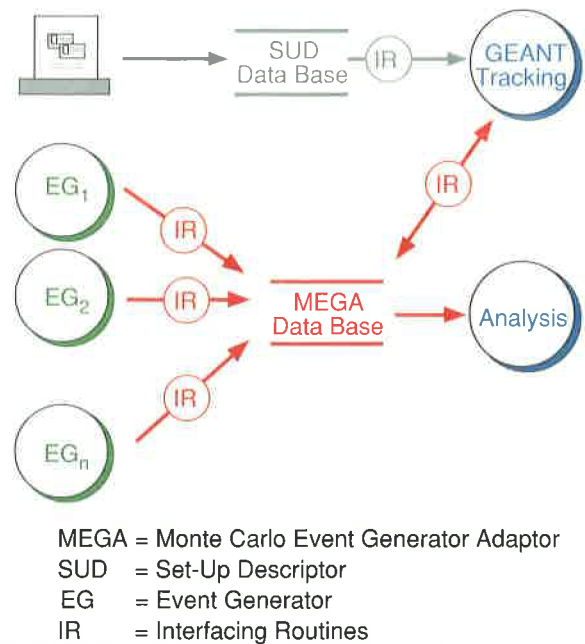 SUD
Data Base
IR
GEANT
Tracking
EG1
IR
IR
EG2
IR
MEGA
Data Base
IR
Analysis
IR
EGn
MEGA = Monte Carlo Event Generator Adaptor
SUD = Set-Up Descriptor
EG = Event Generator
IR = Interfacing Routines